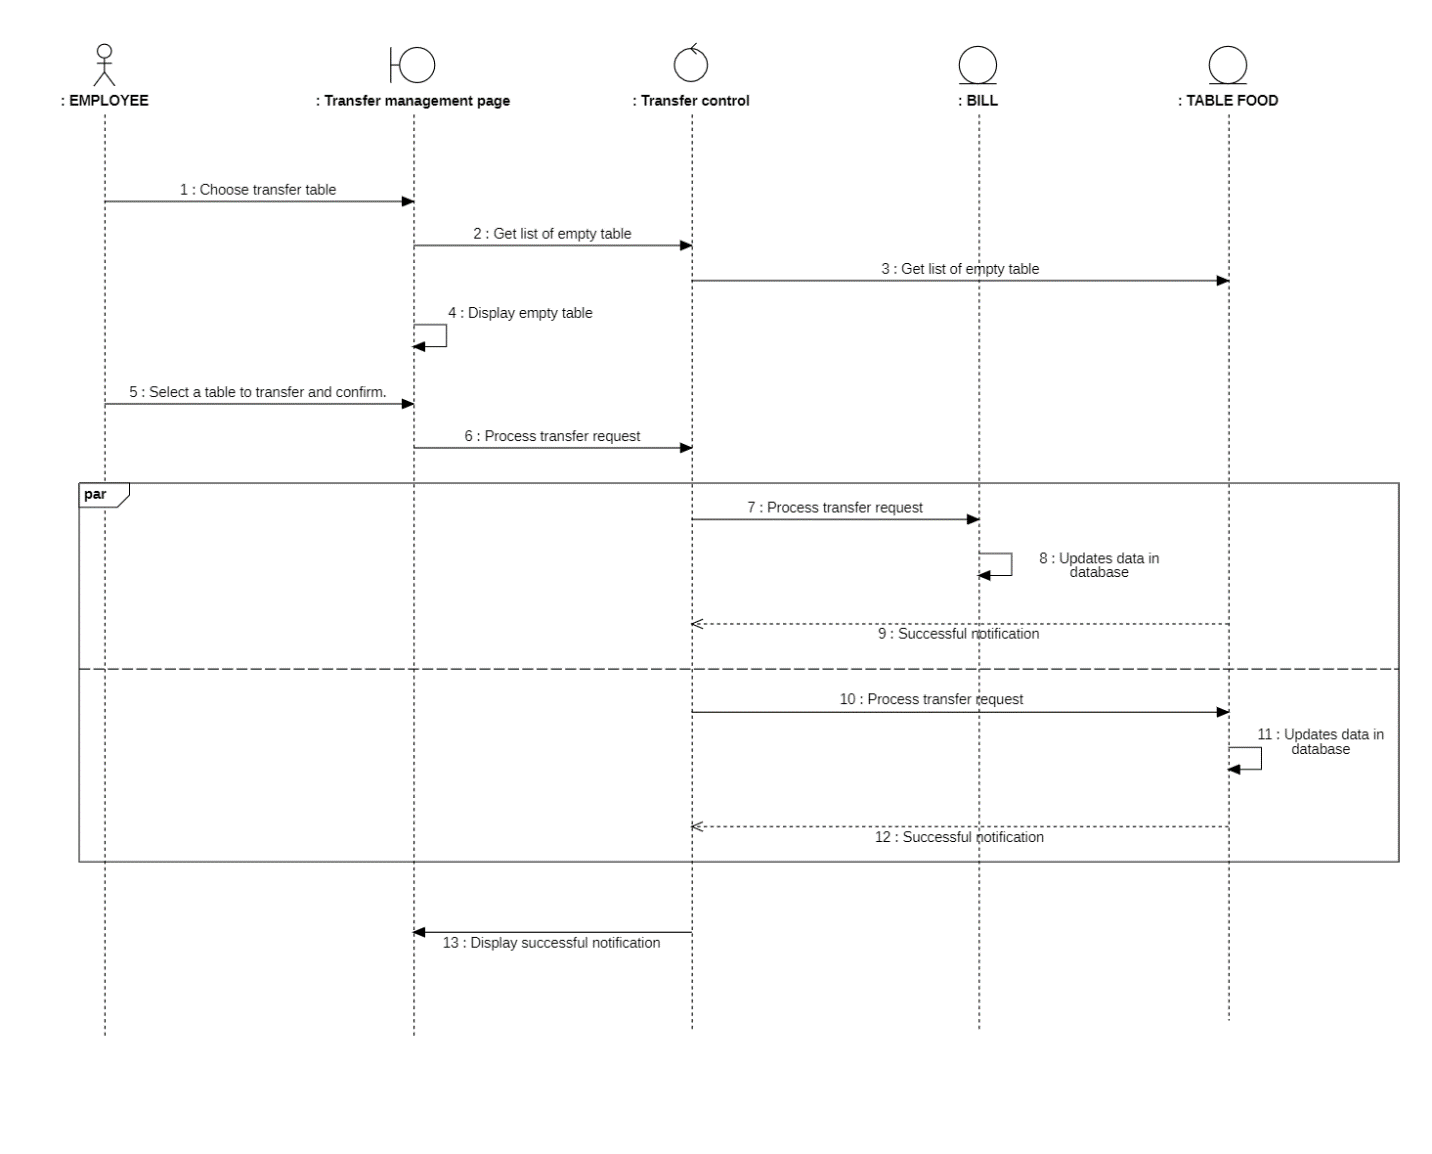 : EMPLOYEE
: Transfer management page
: Transfer control
: BILL
: TABLE FOOD
1 : Choose transfer table
2 : Get list of empty table
3 : Get list of empty table
4 : Display empty table
5 : Select a table to transfer and confirm.
6 : Process transfer request
par
7 : Process transfer request
8 : Updates data in
database
9 : Successful notification
10 : Process transfer request
11 : Updates data in
database
12 : Successful notification
13 : Display successful notification